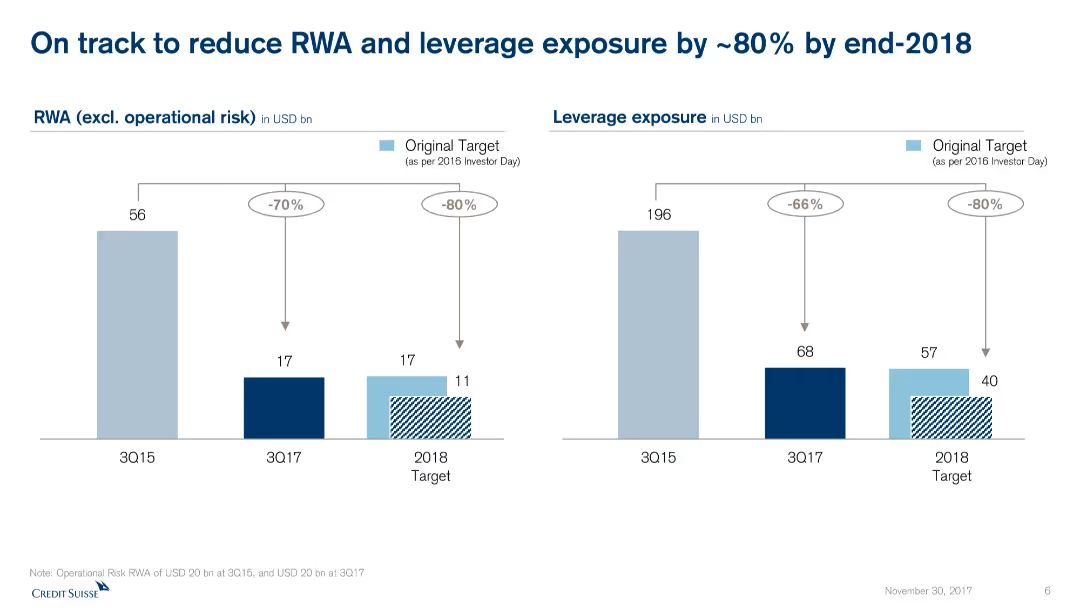 On track to reduce RWA and leverage exposure by ~80% by end-2018
RWA (excl. operational risk) in USD bn
Original Target
(as per 2016 Investor Day)
-70%
-80%
56
17
17
11
3Q15
3Q17
2018
Target
Leverage exposure in USD bn
Original Target
(as per 2016 Investor Day)
-66%
-80%
196
68
57
40
3Q15
3Q17
2018
Target
Note: Operational Risk RWA of USD 20 bn at 3Q15, and USD 20 bn at 3Q17
CREDIT SUISSE
November 30, 2017
6